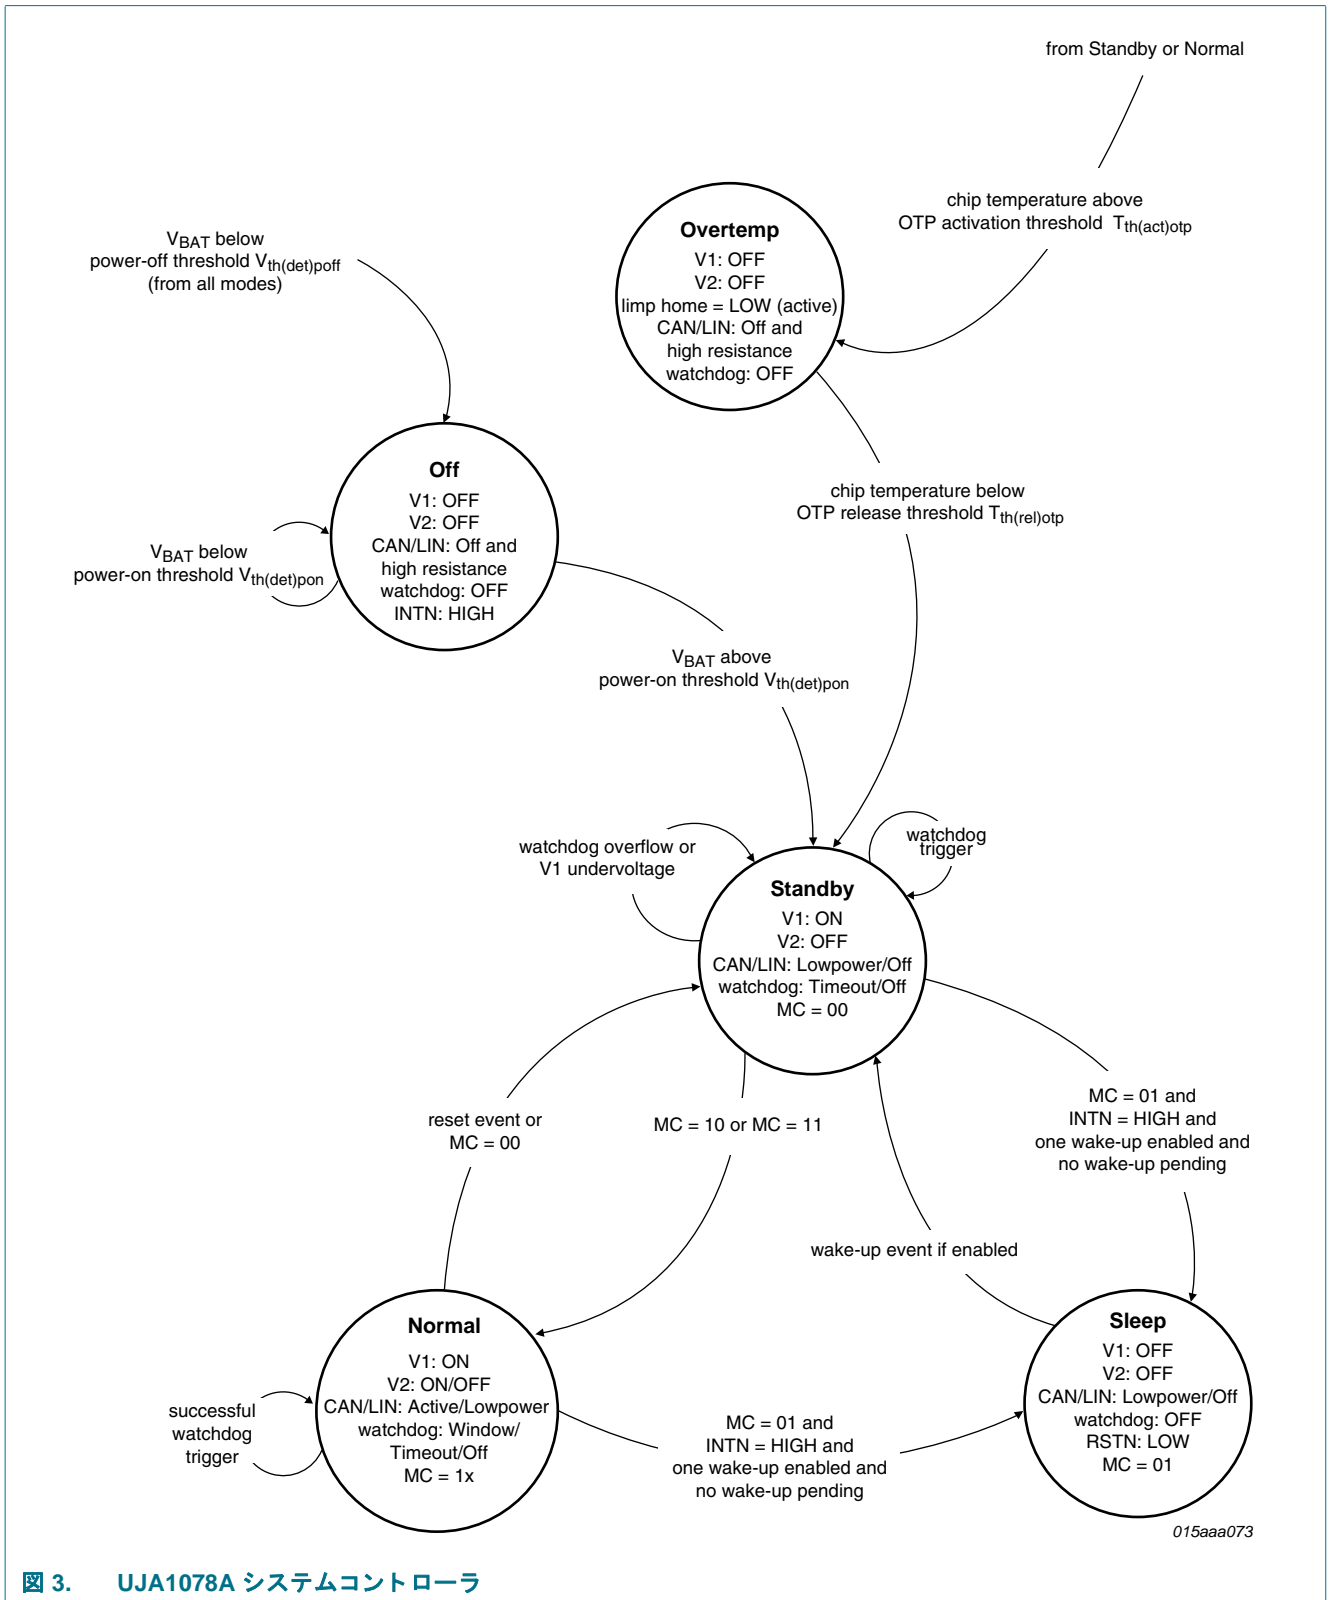 from Standby or Normal
chip temperature above
OTP activation threshold Tth(act)otp
Overtemp
V1: OFF
V2: OFF
limp home = LOW (active)
CAN/LIN: Off and
high resistance
watchdog: OFF
VBAT below
power-off threshold Vth(det)poff
(from all modes)
Off
V1: OFF
V2: OFF
CAN/LIN: Off and
high resistance
watchdog: OFF
INTN: HIGH
VBAT below
power-on threshold Vth(det)pon
chip temperature below
OTP release threshold Tth(rel)otp
VBAT above
power-on threshold Vth(det)pon
watchdog overflow or
V1 undervoltage
watchdog
trigger
Standby
V1: ON
V2: OFF
CAN/LIN: Lowpower/Off
watchdog: Timeout/Off
MC = 00
reset event or
MC = 00
MC = 10 or MC = 11
MC = 01 and
INTN = HIGH and
one wake-up enabled and
no wake-up pending
wake-up event if enabled
Normal
V1: ON
V2: ON/OFF
CAN/LIN: Active/Lowpower
watchdog: Window/
Timeout/Off
MC = 1x
successful
watchdog
trigger
MC = 01 and
INTN = HIGH and
one wake-up enabled and
no wake-up pending
Sleep
V1: OFF
V2: OFF
CAN/LIN: Lowpower/Off
watchdog: OFF
RSTN: LOW
MC = 01
015aaa073
図 3. UJA1078A システムコントローラ